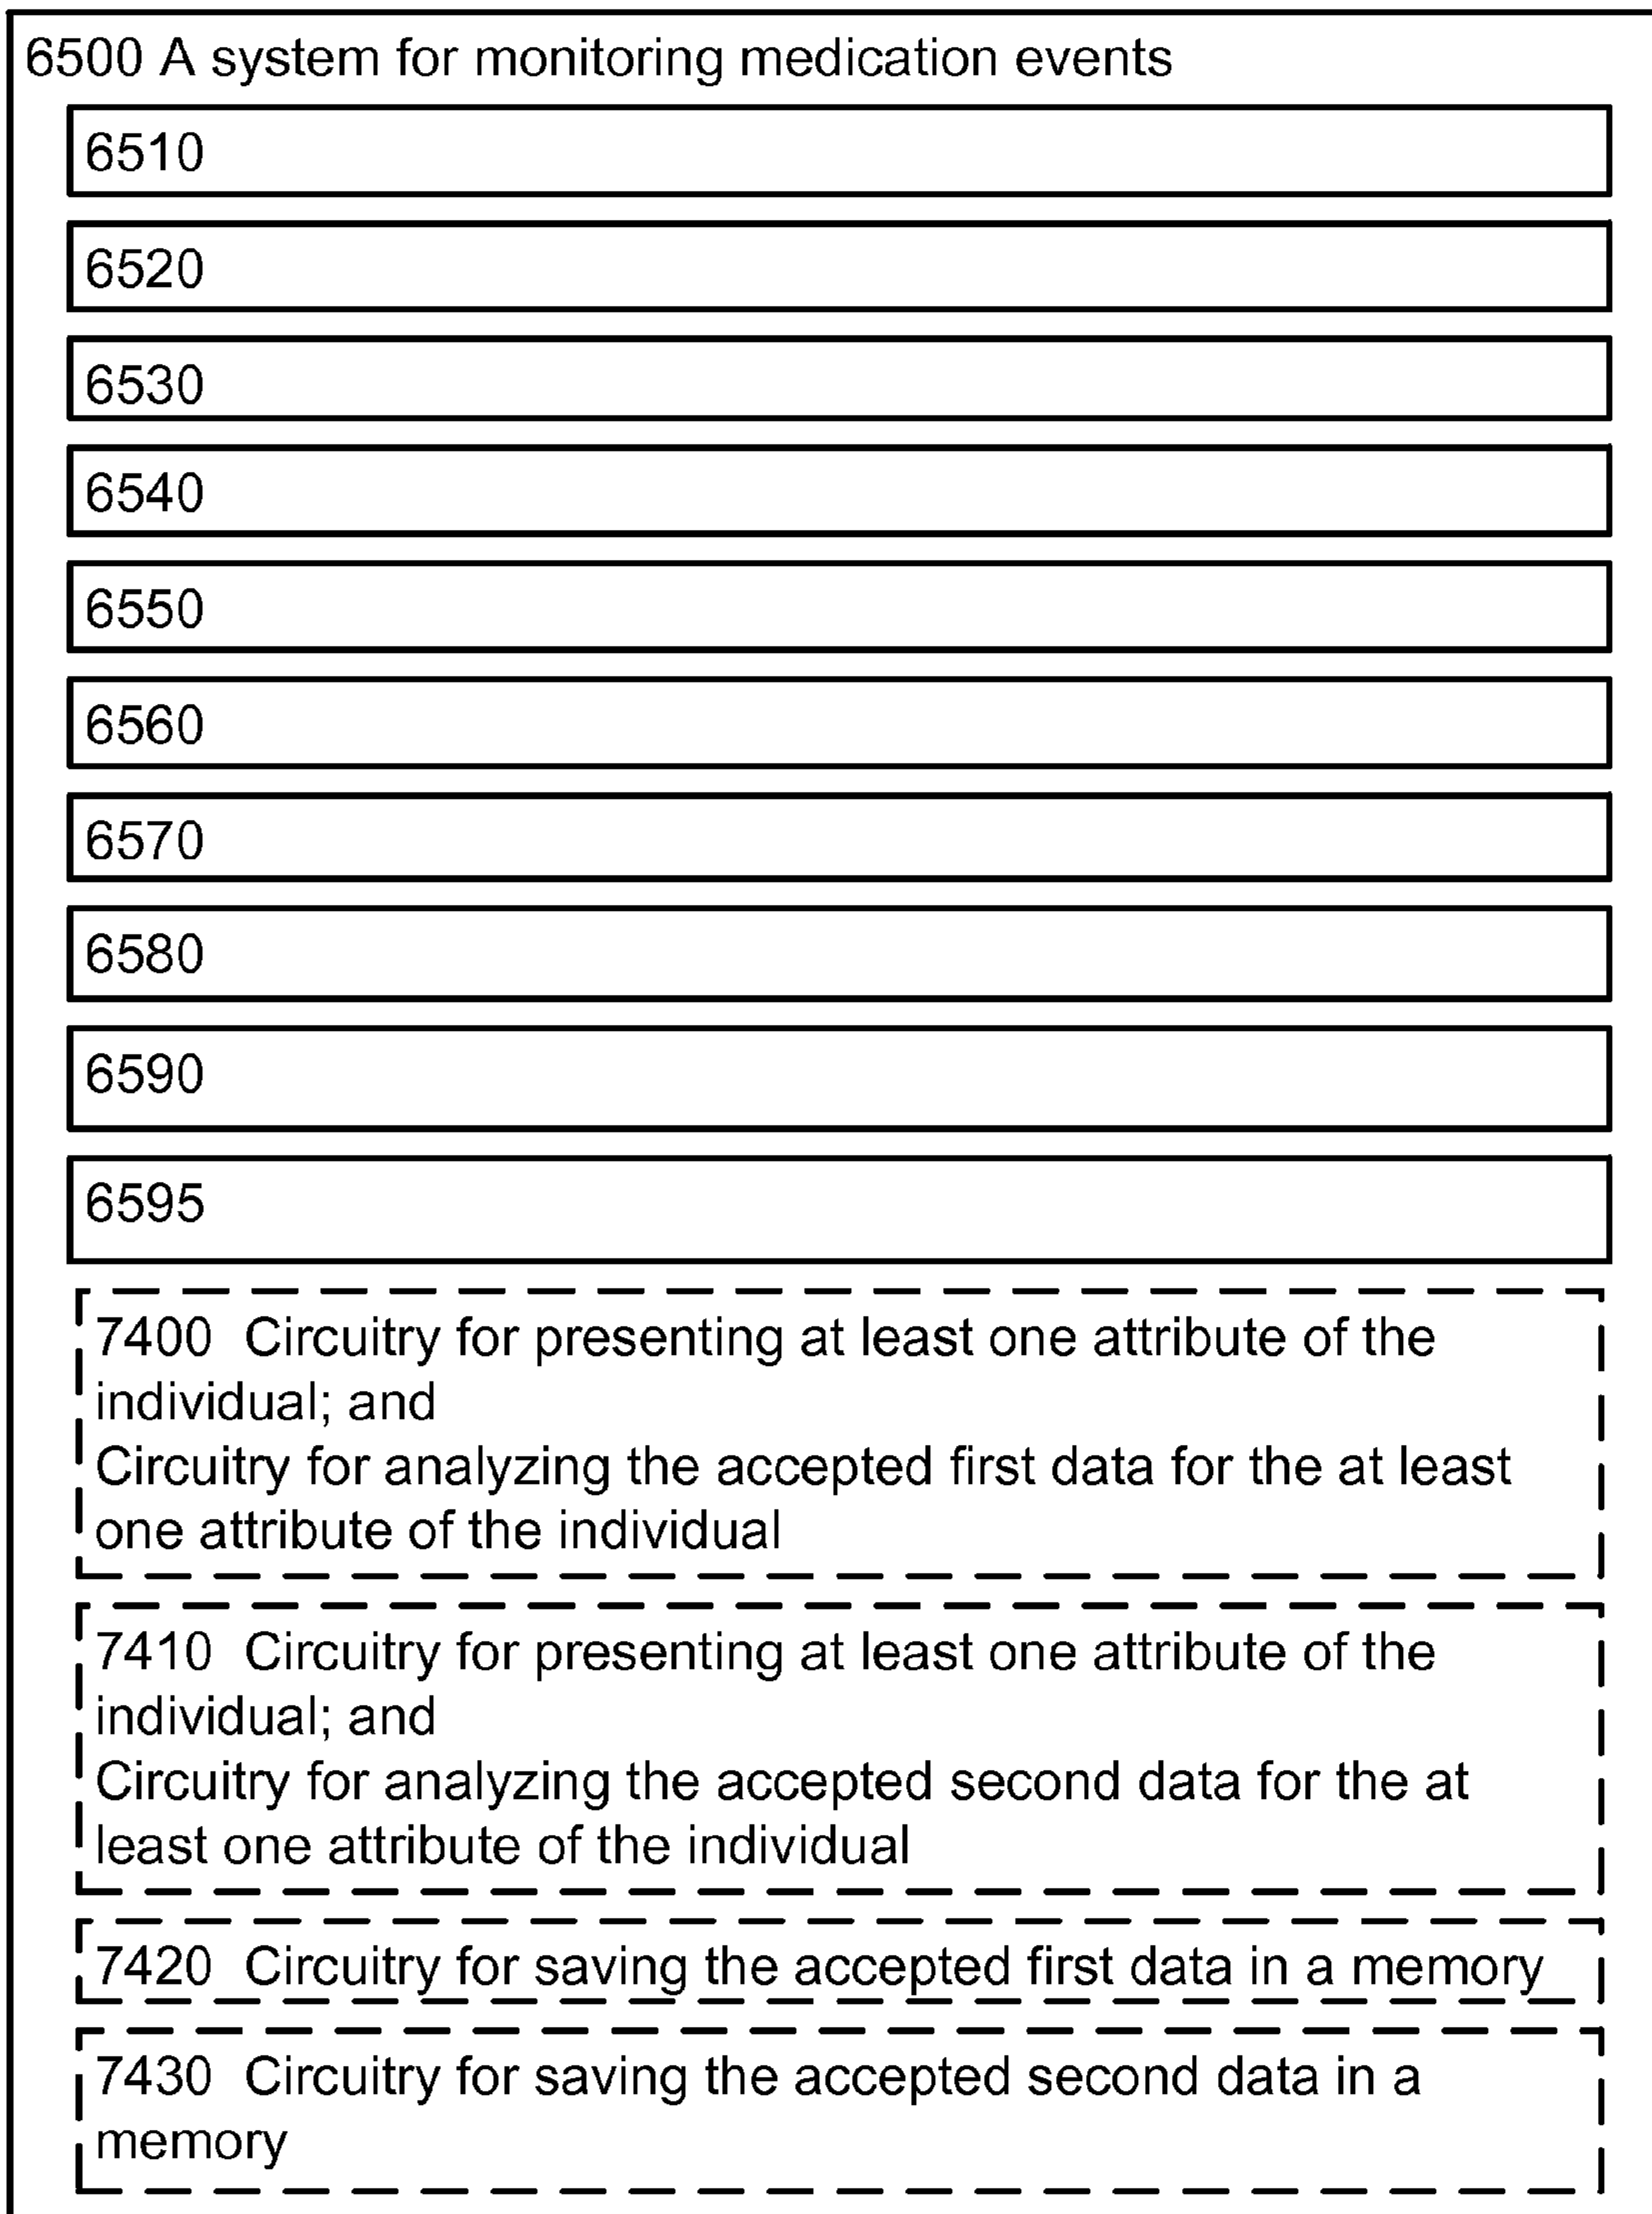 6500 A system for monitoring medication events
6510
6520
6530
6540
6550
6560
6570
6580
6590
6595
7400 Circuitry for presenting at least one attribute of the
individual; and
Circuitry for analyzing the accepted first data for the at least
one attribute of the individual
7410 Circuitry for presenting at least one attribute of the
individual; and
Circuitry for analyzing the accepted second data for the at
least one attribute of the individual
7420 Circuitry for saving the accepted first data in a memory
7430 Circuitry for saving the accepted second data in a
memory